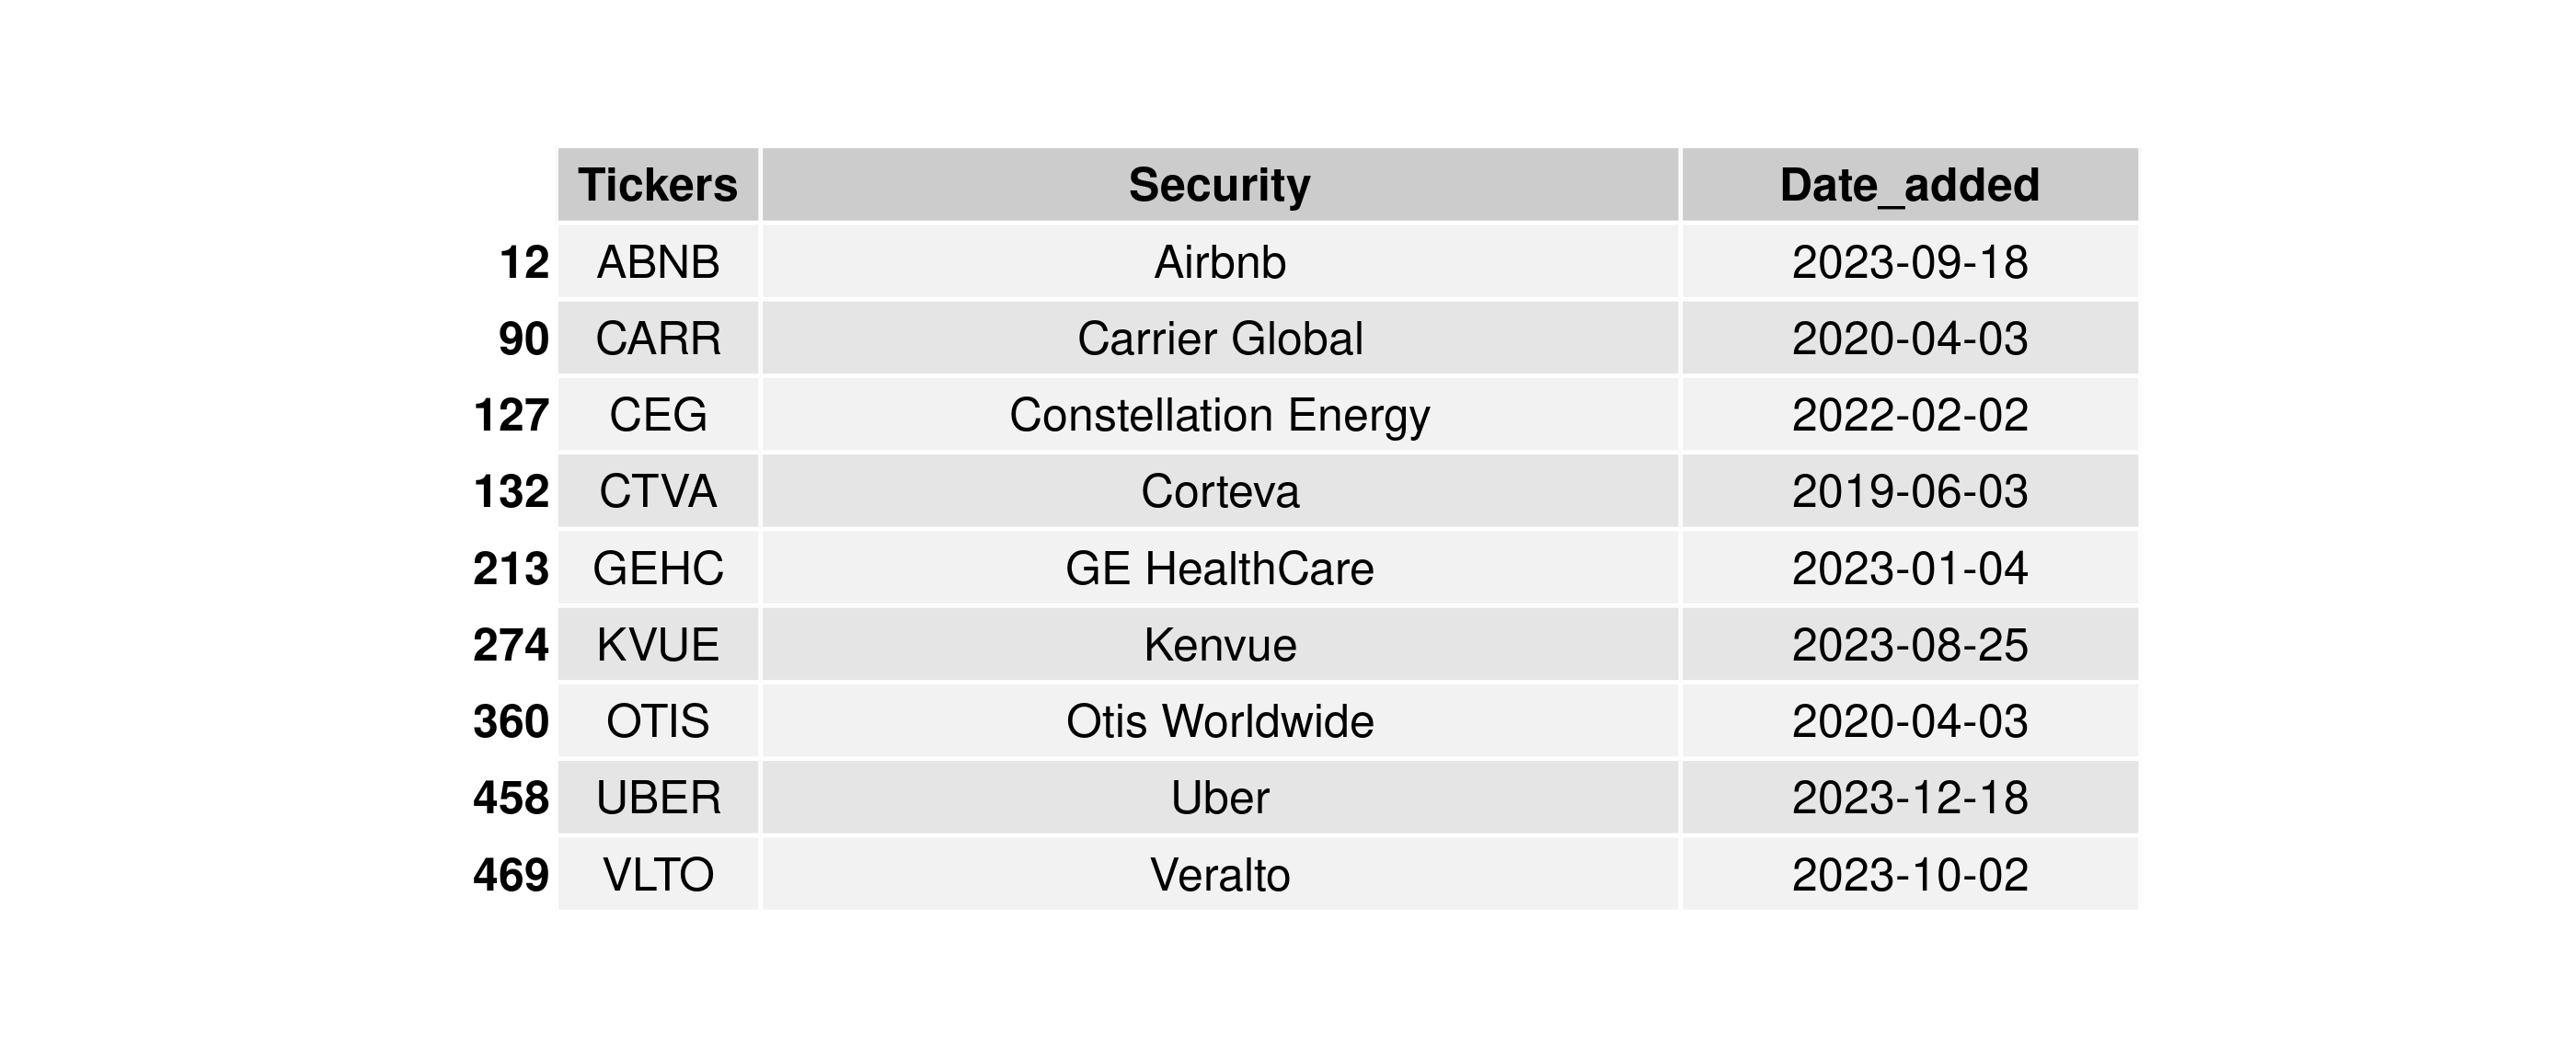 Tickers Security Date_added
12 ABNB Airbnb 2023-09-18
90 CARR Carrier Global 2020-04-03
127 CEG Constellation Energy 2022-02-02
132 CTVA Corteva 2019-06-03
213 GEHC GE HealthCare 2023-01-04
274 KVUE Kenvue 2023-08-25
360 OTIS Otis Worldwide 2020-04-03
458 UBER Uber 2023-12-18
469 VLTO Veralto 2023-10-02